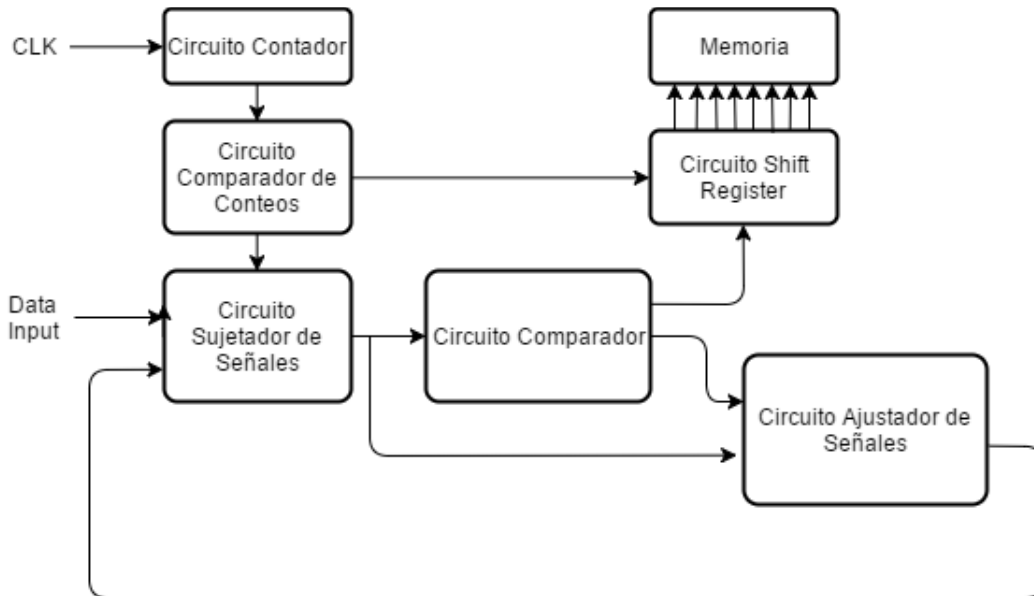 CLK
Circuito Contador
Memoria
Circuito
Comparador de
Conteos
Circuito Shift
Register
Data
Input
Circuito
Sujetador de
Señales
Circuito Comparador
Circuito Ajustador de
Señales